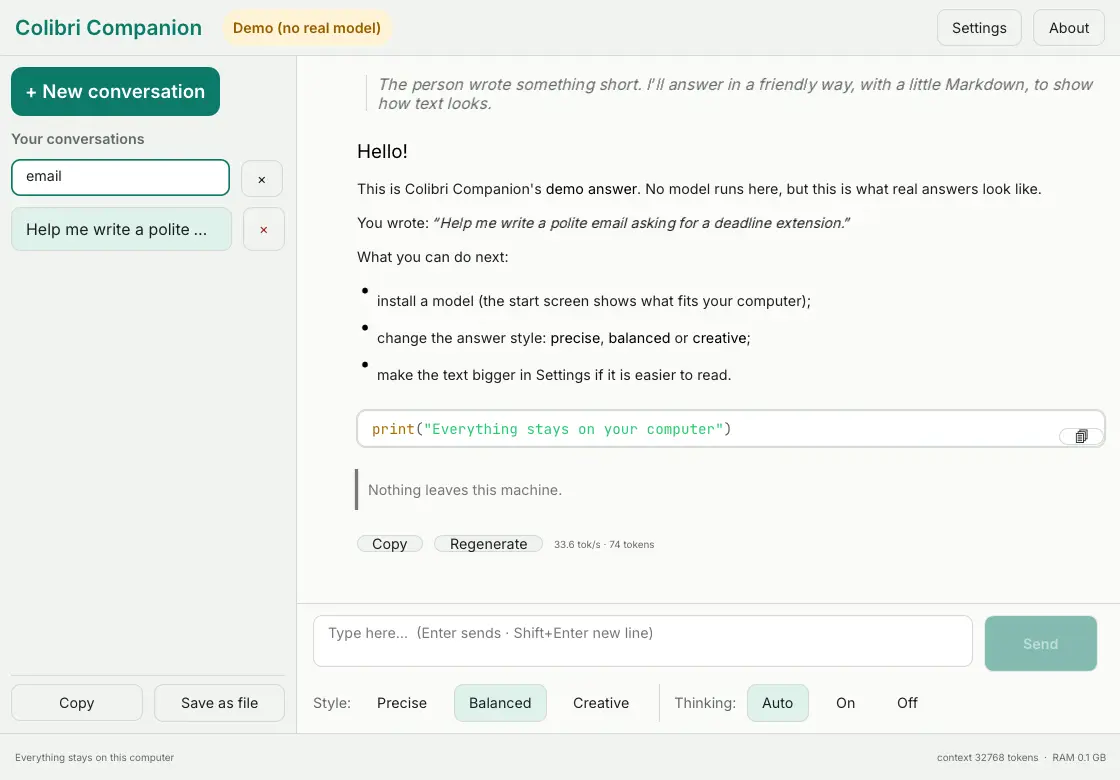 Colibri Companion
Demo (no real model)
Settings
About
+ New conversation
Your conversations
email
×
Help me write a polite ...
×
Copy
Save as file
The person wrote something short. I'll answer in a friendly way, with a little Markdown, to show
how text looks.
Hello!
This is Colibri Companion's demo answer. No model runs here, but this is what real answers look like.
You wrote: “Help me write a polite email asking for a deadline extension.”
What you can do next:
• install a model (the start screen shows what fits your computer);
• change the answer style: precise, balanced or creative;
• make the text bigger in Settings if it is easier to read.
print("Everything stays on your computer")
Nothing leaves this machine.
Copy
Regenerate
33.6 tok/s · 74 tokens
Type here... (Enter sends · Shift+Enter new line)
Send
Style:
Precise
Balanced
Creative
Thinking:
Auto
On
Off
Everything stays on this computer
context 32768 tokens · RAM 0.1 GB